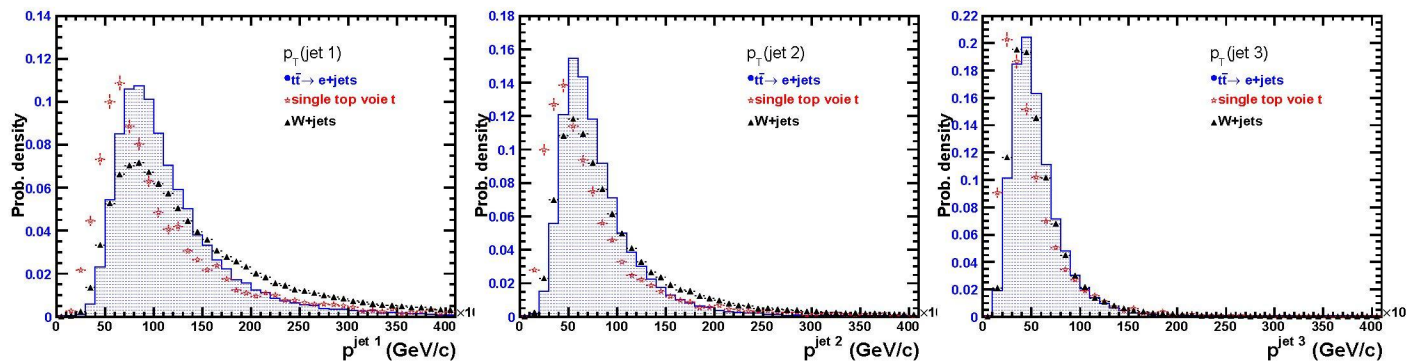 0.14
0.12
0.1
0.08
0.06
0.04
0.02
0
Prob. density
p_T(jet 1)
tt̄→ e+jets
single top voie t
W+jets
0 50 100 150 200 250 300 350 400
p^jet 1 (GeV/c)
0.18
0.16
0.14
0.12
0.1
0.08
0.06
0.04
0.02
0
Prob. density
p_T(jet 2)
tt̄→ e+jets
single top voie t
W+jets
0 50 100 150 200 250 300 350 400
p^jet 2 (GeV/c)
0.22
0.2
0.18
0.16
0.14
0.12
0.1
0.08
0.06
0.04
0.02
0
Prob. density
p_T(jet 3)
tt̄→ e+jets
single top voie t
W+jets
0 50 100 150 200 250 300 350 400
×10
p^jet 3 (GeV/c)